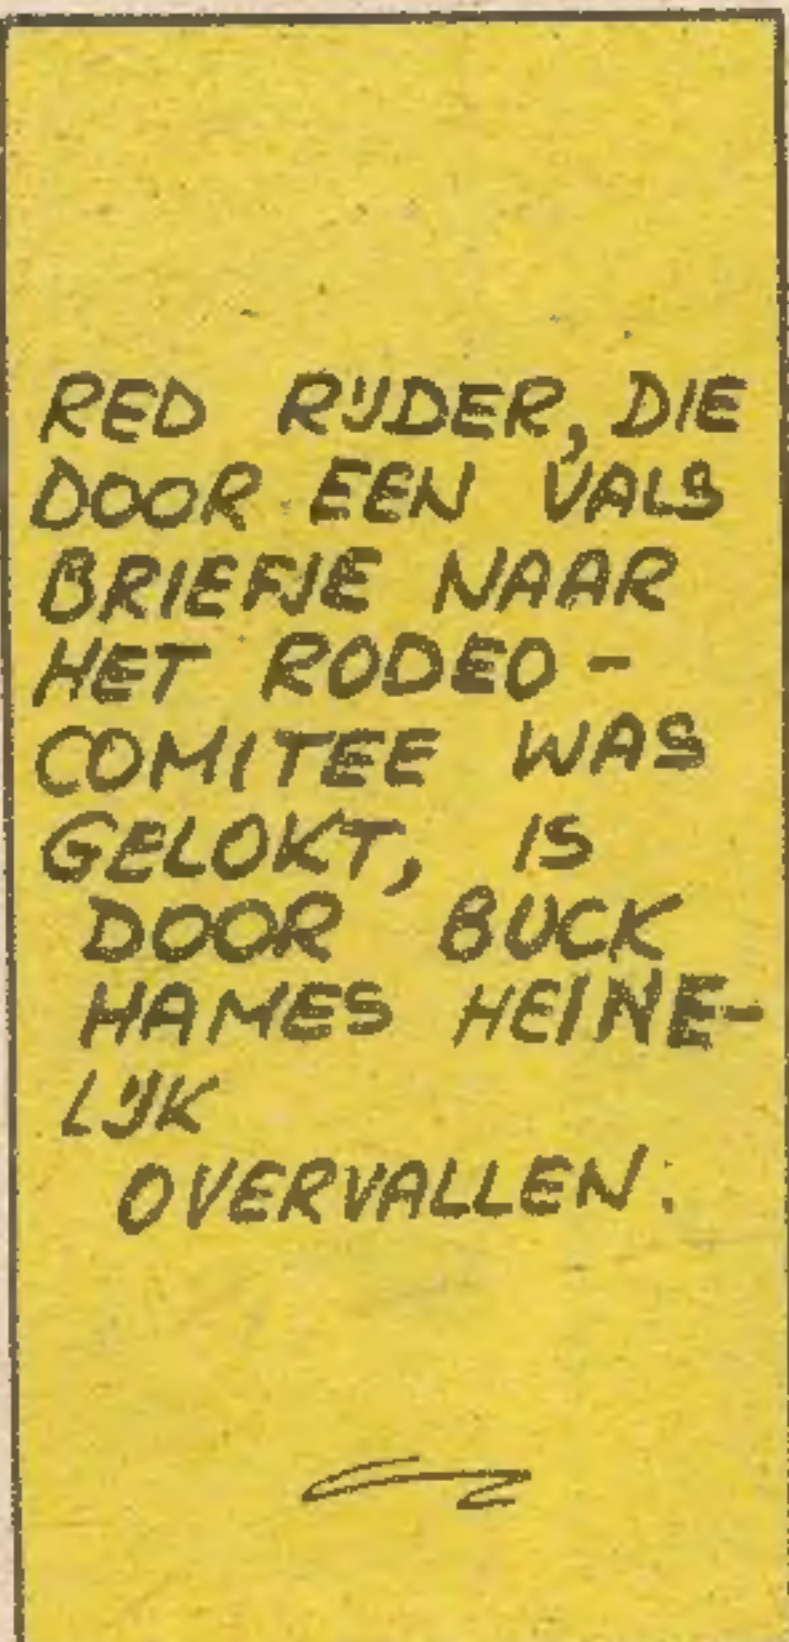 RED RIJDER, DIE
DOOR EEN VALS
BRIEFJE NAAR
HET RODEO-
COMITEE WAS
GELOKT, IS
DOOR BUCK
HAMES HEINE-
LIJK
OVERVALLEN.